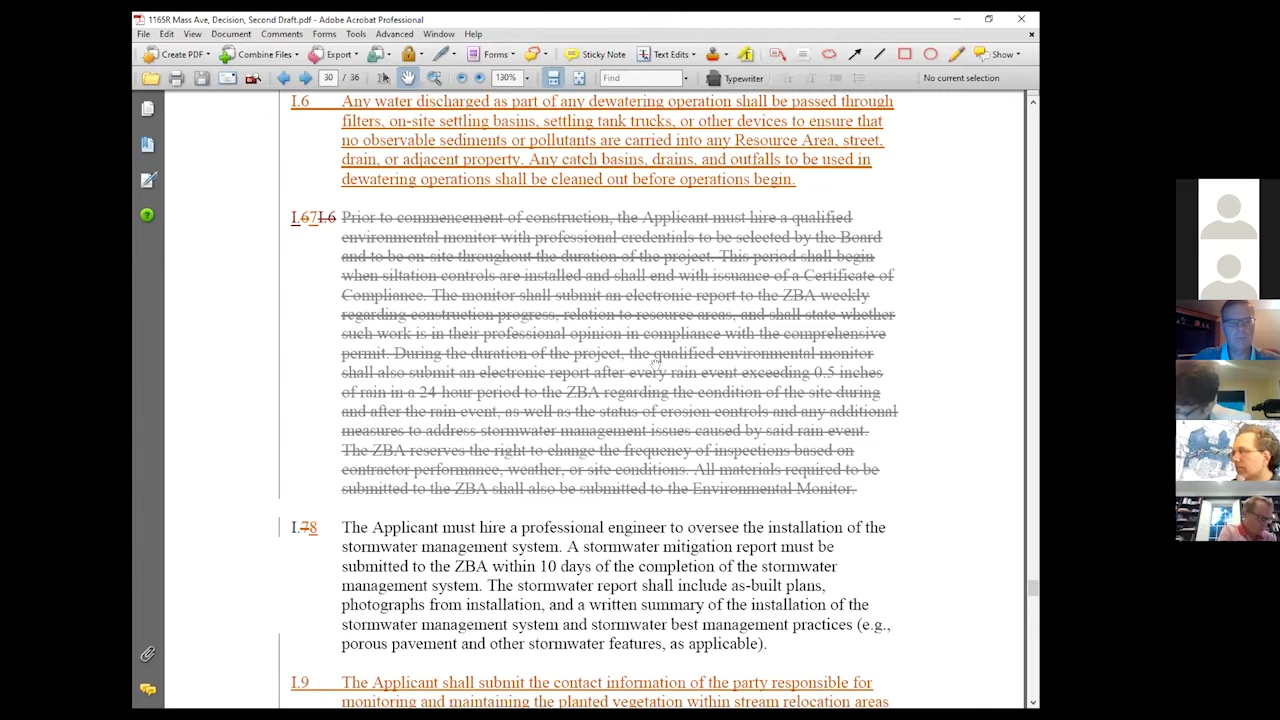 1165R Mass Ave, Decision, Second Draft.pdf - Adobe Acrobat Professional
File Edit View Document Comments Forms Tools Advanced Window Help
Create PDF Combine Files Export Forms Sticky Note Text Edits Show
30 / 36 130% Find Typewriter No current selection
I.6 Any water discharged as part of any dewatering operation shall be passed through
filters, on-site settling basins, settling tank trucks, or other devices to ensure that
no observable sediments or pollutants are carried into any Resource Area, street,
drain, or adjacent property. Any catch basins, drains, and outfalls to be used in
dewatering operations shall be cleaned out before operations begin.
I.67I.6 Prior to commencement of construction, the Applicant must hire a qualified
environmental monitor with professional credentials to be selected by the Board
and to be on-site throughout the duration of the project. This period shall begin
when siltation controls are installed and shall end with issuance of a Certificate of
Compliance. The monitor shall submit an electronic report to the ZBA weekly
regarding construction progress, relation to resource areas, and shall state whether
such work is in their professional opinion in compliance with the comprehensive
permit. During the duration of the project, the qualified environmental monitor
shall also submit an electronic report after every rain event exceeding 0.5 inches
of rain in a 24-hour period to the ZBA regarding the condition of the site during
and after the rain event, as well as the status of erosion controls and any additional
measures to address stormwater management issues caused by said rain event.
The ZBA reserves the right to change the frequency of inspections based on
contractor performance, weather, or site conditions. All materials required to be
submitted to the ZBA shall also be submitted to the Environmental Monitor.
I.78 The Applicant must hire a professional engineer to oversee the installation of the
stormwater management system. A stormwater mitigation report must be
submitted to the ZBA within 10 days of the completion of the stormwater
management system. The stormwater report shall include as-built plans,
photographs from installation, and a written summary of the installation of the
stormwater management system and stormwater best management practices (e.g.,
porous pavement and other stormwater features, as applicable).
I.9 The Applicant shall submit the contact information of the party responsible for
monitoring and maintaining the planted vegetation within stream relocation areas